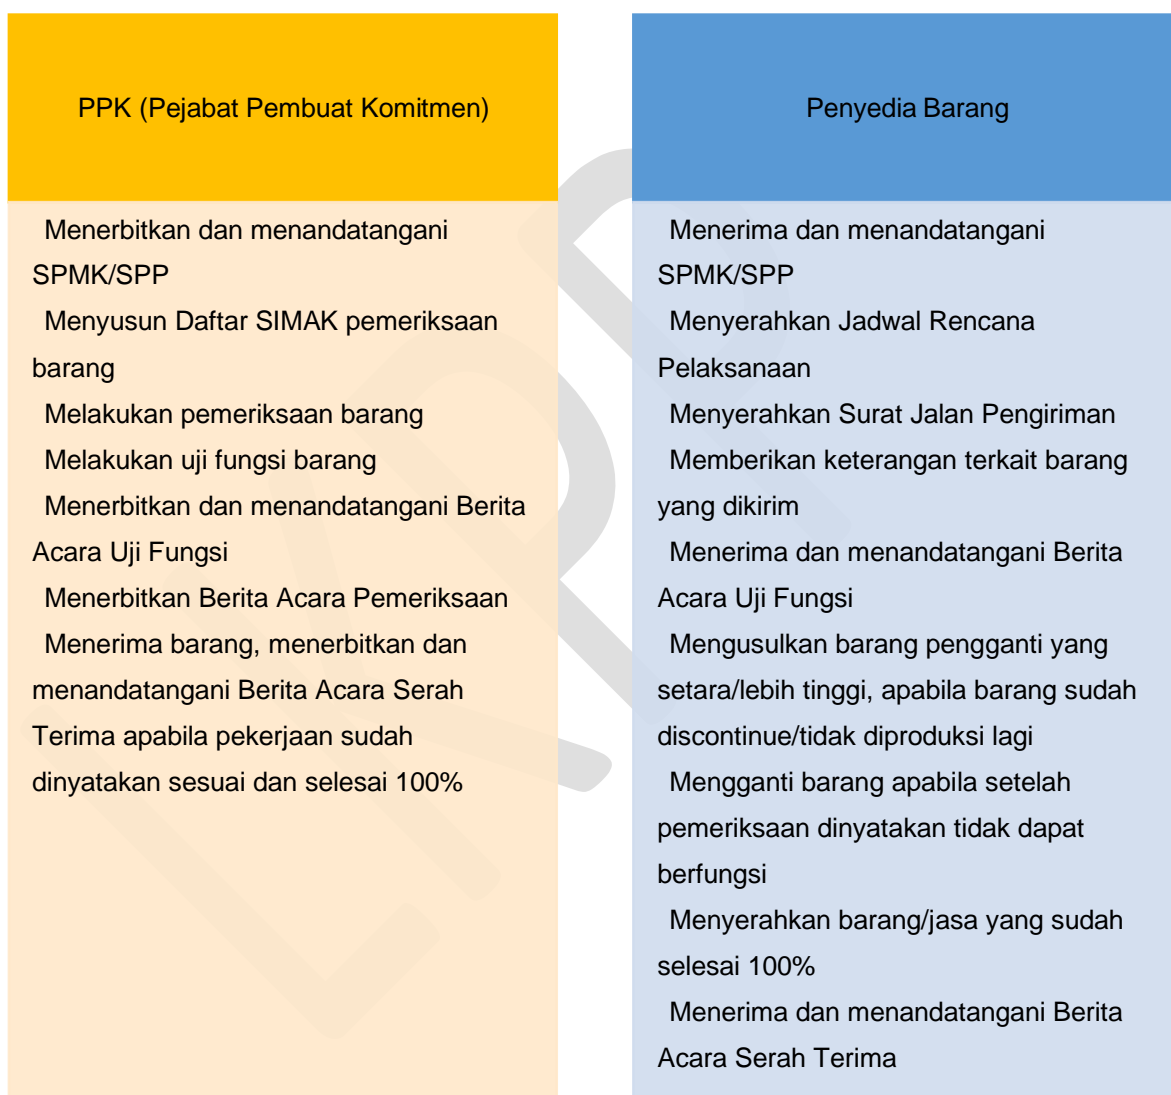 PPK (Pejabat Pembuat Komitmen)
Menerbitkan dan menandatangani
SPMK/SPP
Menyusun Daftar SIMAK pemeriksaan
barang
Melakukan pemeriksaan barang
Melakukan uji fungsi barang
Menerbitkan dan menandatangani Berita
Acara Uji Fungsi
Menerbitkan Berita Acara Pemeriksaan
Menerima barang, menerbitkan dan
menandatangani Berita Acara Serah
Terima apabila pekerjaan sudah
dinyatakan sesuai dan selesai 100%
Penyedia Barang
Menerima dan menandatangani
SPMK/SPP
Menyerahkan Jadwal Rencana
Pelaksanaan
Menyerahkan Surat Jalan Pengiriman
Memberikan keterangan terkait barang
yang dikirim
Menerima dan menandatangani Berita
Acara Uji Fungsi
Mengusulkan barang pengganti yang
setara/lebih tinggi, apabila barang sudah
discontinue/tidak diproduksi lagi
Mengganti barang apabila setelah
pemeriksaan dinyatakan tidak dapat
berfungsi
Menyerahkan barang/jasa yang sudah
selesai 100%
Menerima dan menandatangani Berita
Acara Serah Terima
LKPP